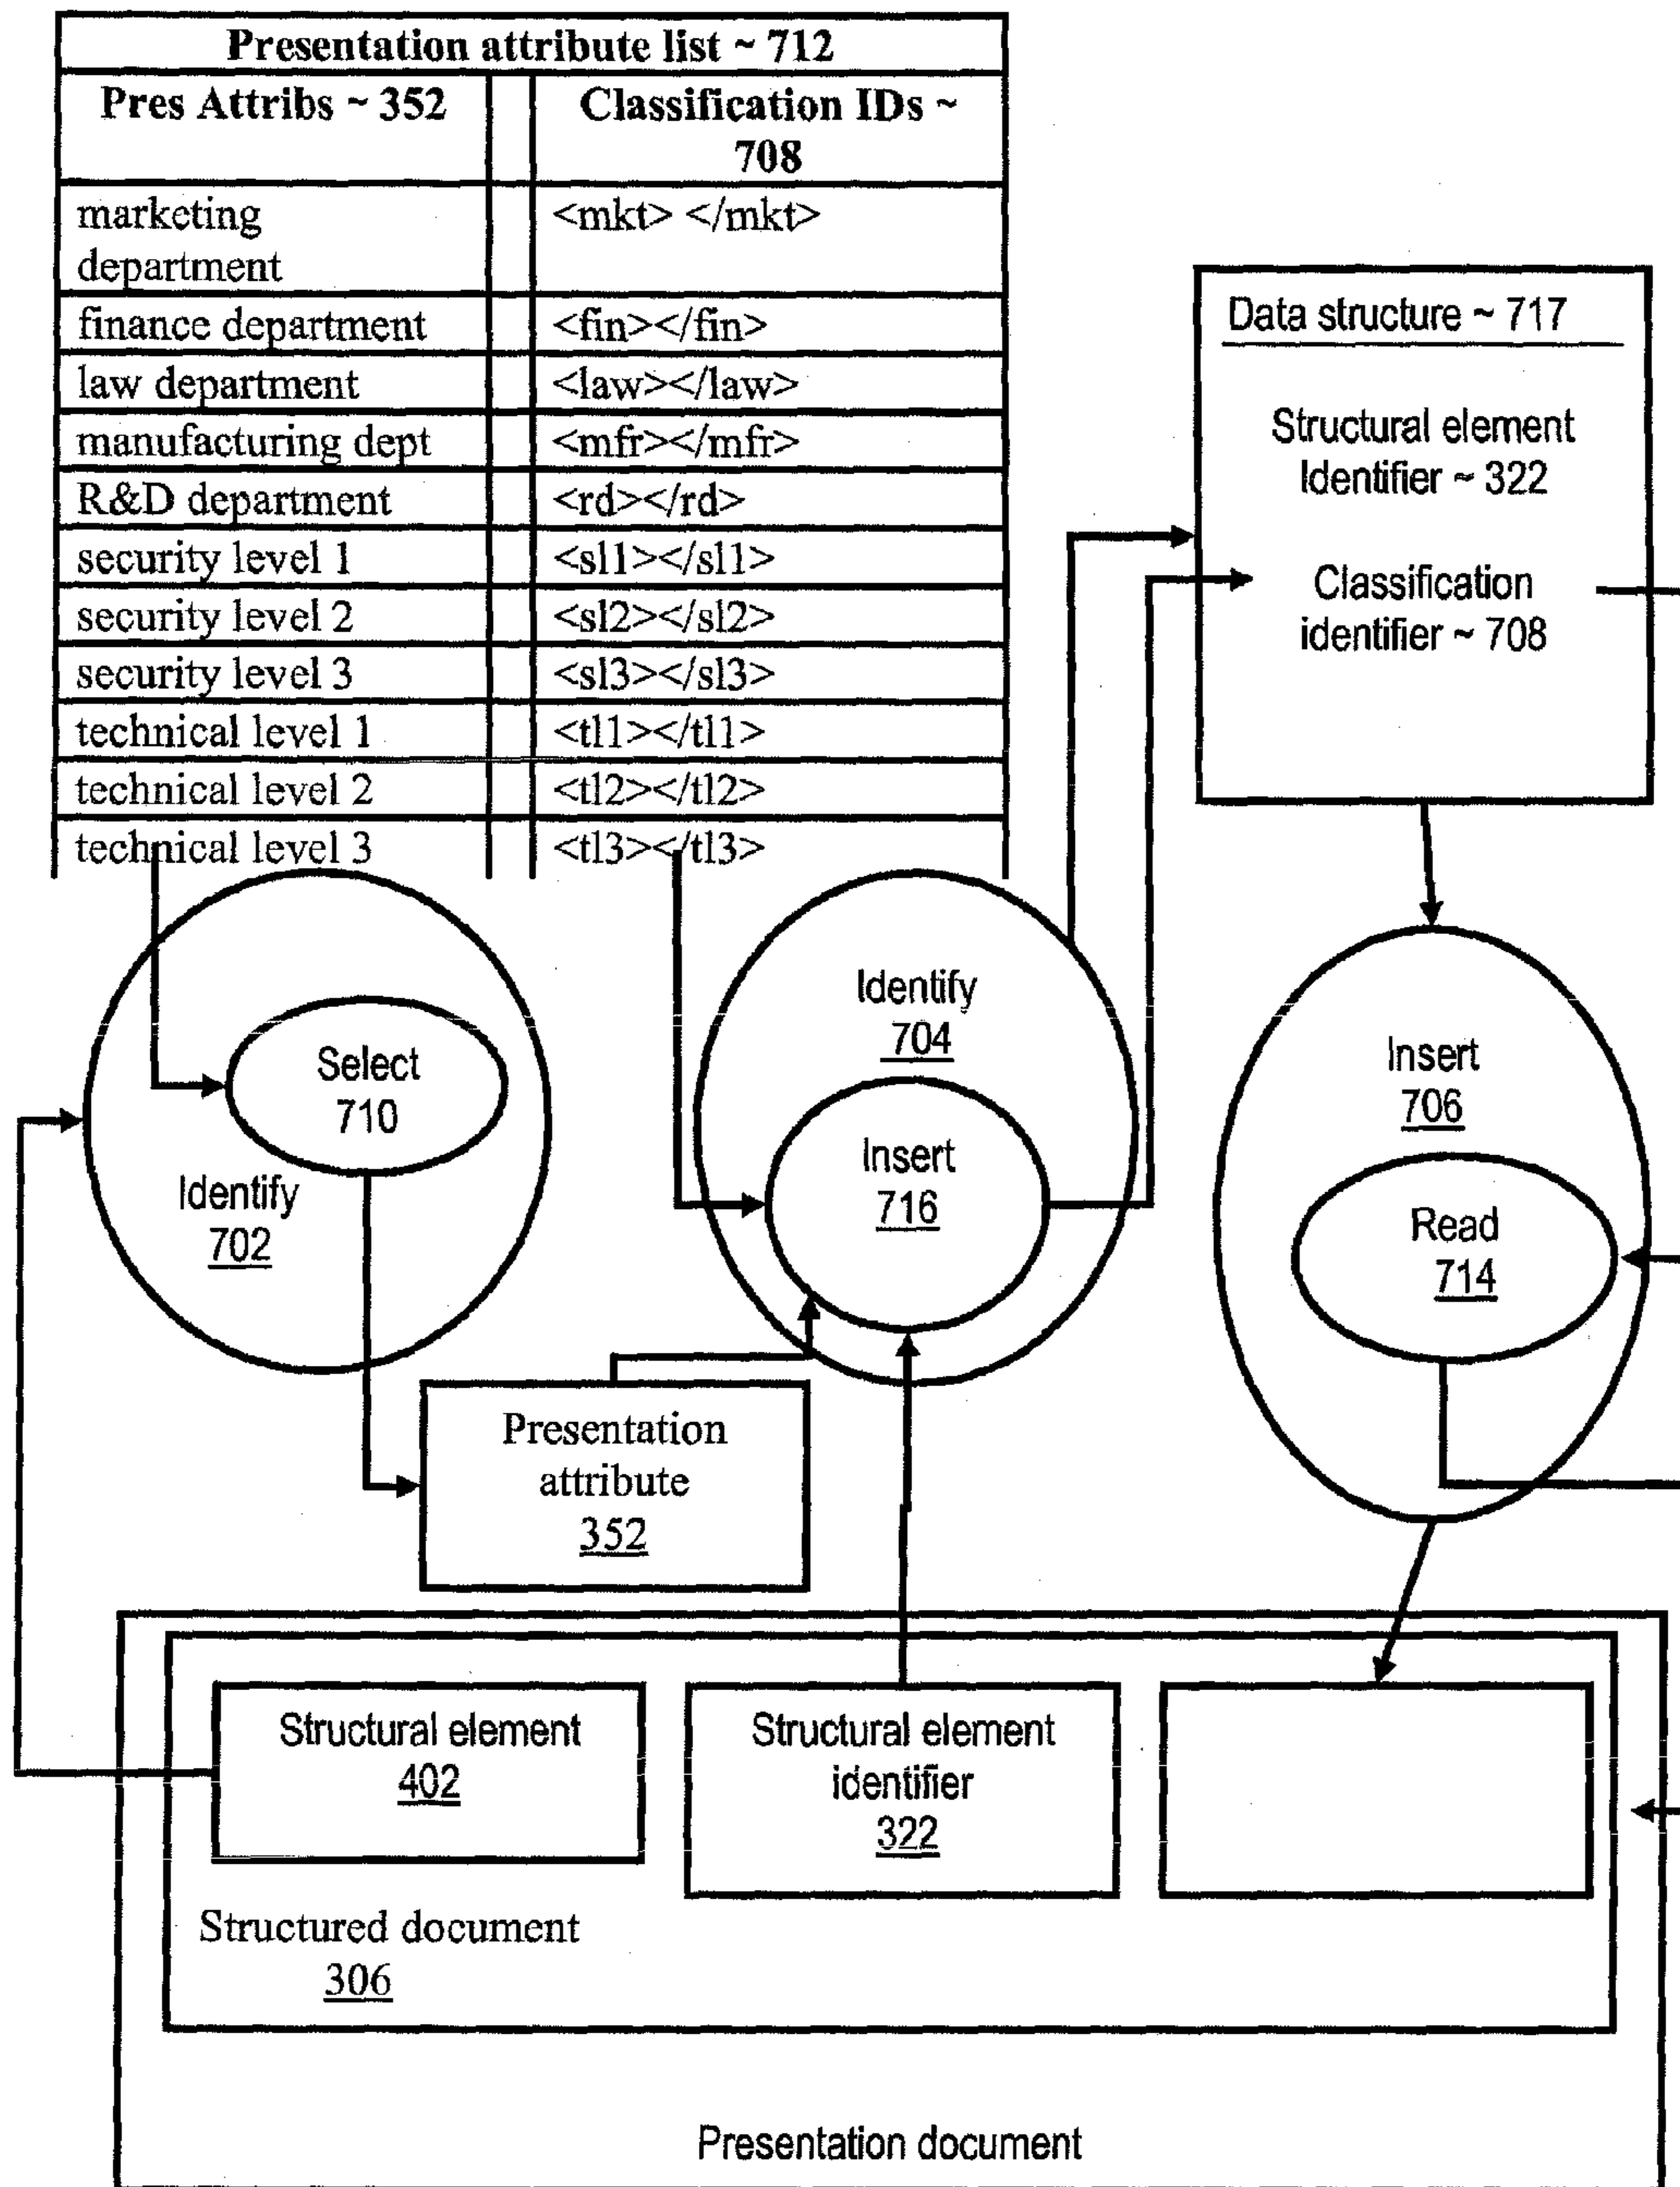 Presentation attribute list ~ 712
Pres Attribs ~ 352
Classification IDs ~
708
marketing
department
<mkt> </mkt>
finance department
<fin></fin>
law department
<law></law>
manufacturing dept
<mfr></mfr>
R&D department
<rd></rd>
security level 1
<sl1></sl1>
security level 2
<sl2></sl2>
security level 3
<sl3></sl3>
technical level 1
<tl1></tl1>
technical level 2
<tl2></tl2>
technical level 3
<tl3></tl3>
Data structure ~ 717
Structural element
Identifier ~ 322
Classification
identifier ~ 708
Select
710
Identify
702
Identify
704
Insert
716
Insert
706
Read
714
Presentation
attribute
352
Structural element
402
Structural element
identifier
322
Structured document
306
Presentation document